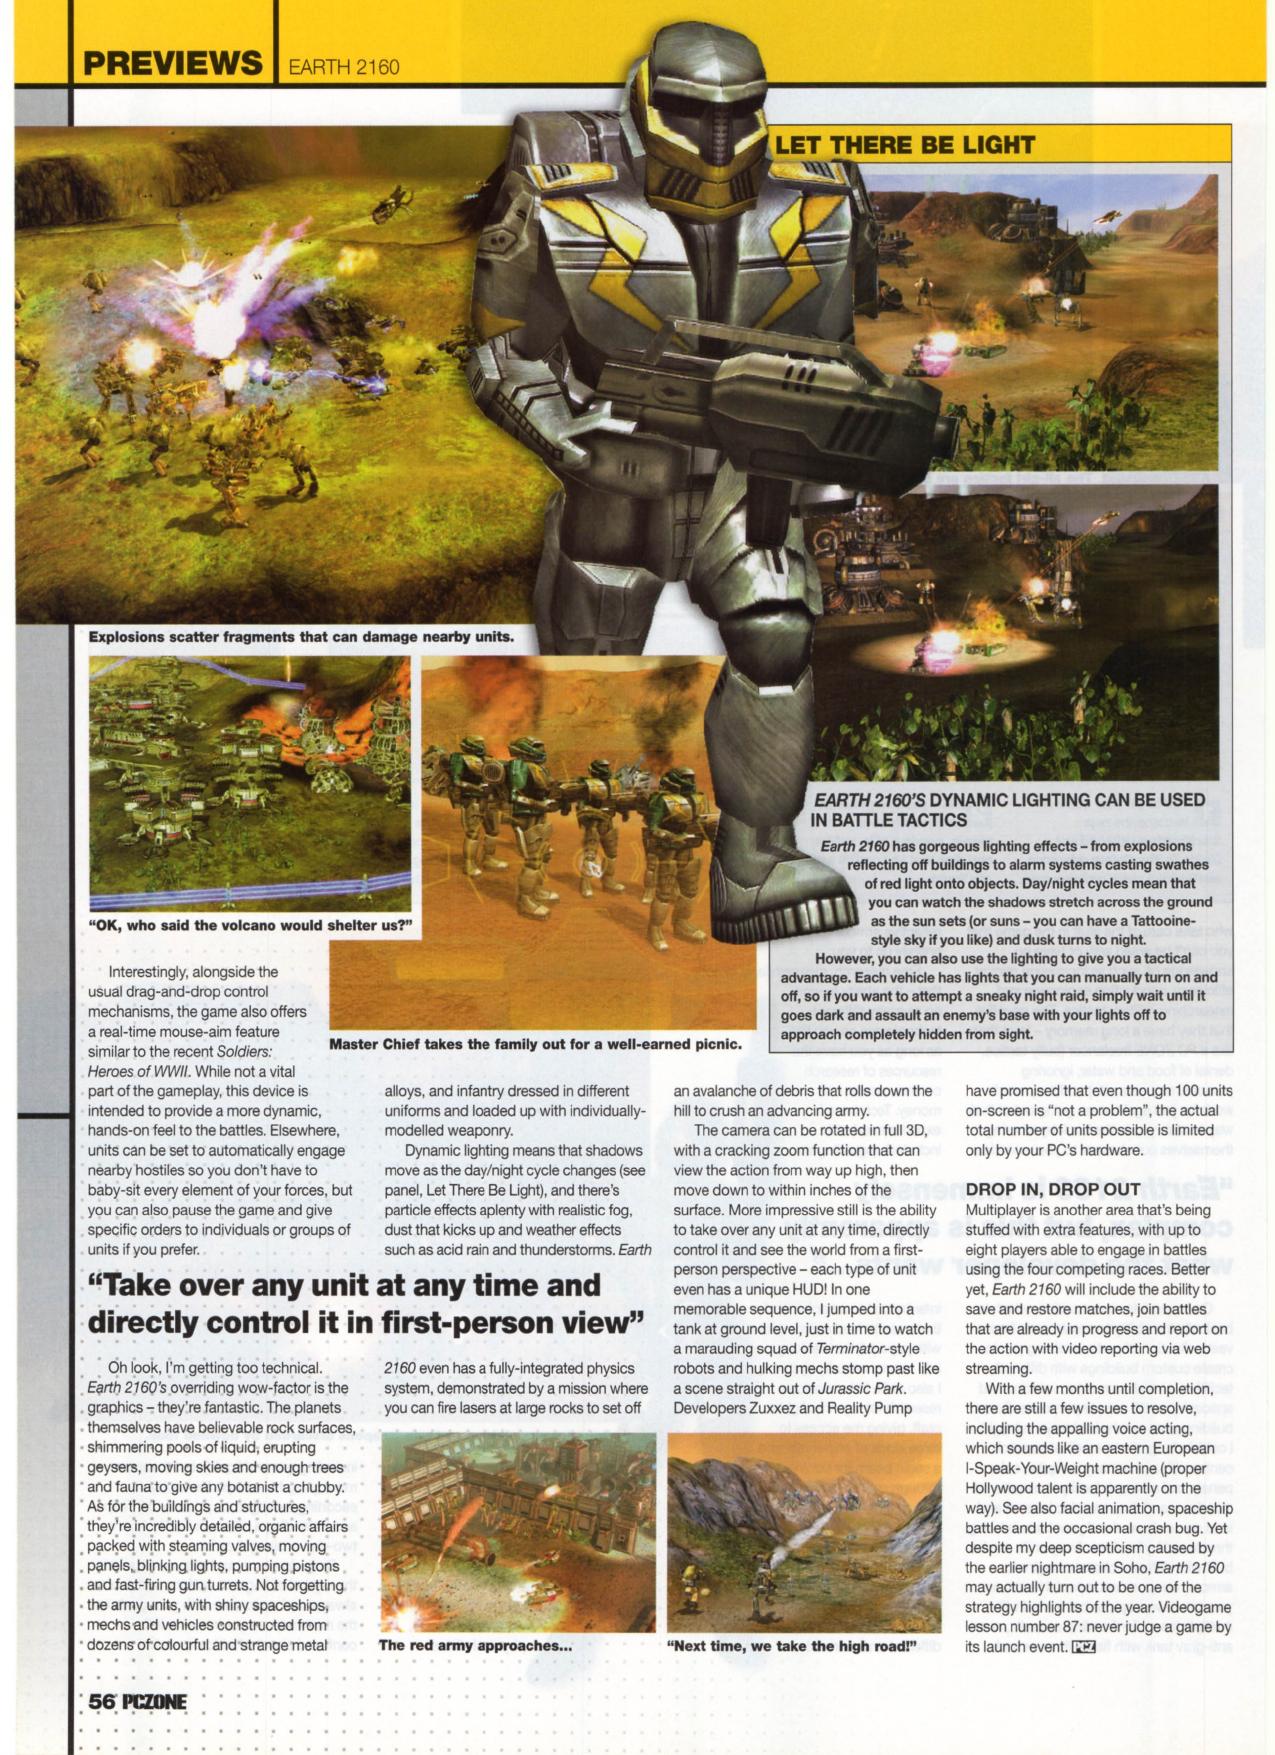 PREVIEWS
EARTH 2160
LET THERE BE LIGHT
Explosions scatter fragments that can damage nearby units.
“OK, who said the volcano would shelter us?”
Master Chief takes the family out for a well-earned picnic.
EARTH 2160'S DYNAMIC LIGHTING CAN BE USED
IN BATTLE TACTICS
Earth 2160 has gorgeous lighting effects – from explosions
reflecting off buildings to alarm systems casting swathes
of red light onto objects. Day/night cycles mean that
you can watch the shadows stretch across the ground
as the sun sets (or suns – you can have a Tattooine-
style sky if you like) and dusk turns to night.
However, you can also use the lighting to give you a tactical
advantage. Each vehicle has lights that you can manually turn on and
off, so if you want to attempt a sneaky night raid, simply wait until it
goes dark and assault an enemy's base with your lights off to
approach completely hidden from sight.
Interestingly, alongside the
usual drag-and-drop control
mechanisms, the game also offers
a real-time mouse-aim feature
similar to the recent Soldiers:
Heroes of WWII. While not a vital
part of the gameplay, this device is
intended to provide a more dynamic,
hands-on feel to the battles. Elsewhere,
units can be set to automatically engage
nearby hostiles so you don't have to
baby-sit every element of your forces, but
you can also pause the game and give
specific orders to individuals or groups of
units if you prefer.
“Take over any unit at any time and
directly control it in first-person view”
Oh look, I'm getting too technical.
Earth 2160's overriding wow-factor is the
graphics – they're fantastic. The planets
themselves have believable rock surfaces,
shimmering pools of liquid, erupting
geysers, moving skies and enough trees
and fauna to give any botanist a chubby.
As for the buildings and structures,
they're incredibly detailed, organic affairs
packed with steaming valves, moving
panels, blinking lights, pumping pistons
and fast-firing gun turrets. Not forgetting
the army units, with shiny spaceships,
mechs and vehicles constructed from
dozens of colourful and strange metal
alloys, and infantry dressed in different
uniforms and loaded up with individually-
modelled weaponry.
Dynamic lighting means that shadows
move as the day/night cycle changes (see
panel, Let There Be Light), and there's
particle effects aplenty with realistic fog,
dust that kicks up and weather effects
such as acid rain and thunderstorms. Earth
2160 even has a fully-integrated physics
system, demonstrated by a mission where
you can fire lasers at large rocks to set off
an avalanche of debris that rolls down the
hill to crush an advancing army.
The camera can be rotated in full 3D,
with a cracking zoom function that can
view the action from way up high, then
move down to within inches of the
surface. More impressive still is the ability
to take over any unit at any time, directly
control it and see the world from a first-
person perspective – each type of unit
even has a unique HUD! In one
memorable sequence, I jumped into a
tank at ground level, just in time to watch
a marauding squad of Terminator-style
robots and hulking mechs stomp past like
a scene straight out of Jurassic Park.
Developers Zuxxez and Reality Pump
have promised that even though 100 units
on-screen is “not a problem”, the actual
total number of units possible is limited
only by your PC's hardware.
DROP IN, DROP OUT
Multiplayer is another area that's being
stuffed with extra features, with up to
eight players able to engage in battles
using the four competing races. Better
yet, Earth 2160 will include the ability to
save and restore matches, join battles
that are already in progress and report on
the action with video reporting via web
streaming.
With a few months until completion,
there are still a few issues to resolve,
including the appalling voice acting,
which sounds like an eastern European
I-Speak-Your-Weight machine (proper
Hollywood talent is apparently on the
way). See also facial animation, spaceship
battles and the occasional crash bug. Yet
despite my deep scepticism caused by
the earlier nightmare in Soho, Earth 2160
may actually turn out to be one of the
strategy highlights of the year. Videogame
lesson number 87: never judge a game by
its launch event. PCZ
The red army approaches...
“Next time, we take the high road!”
56 PCZONE